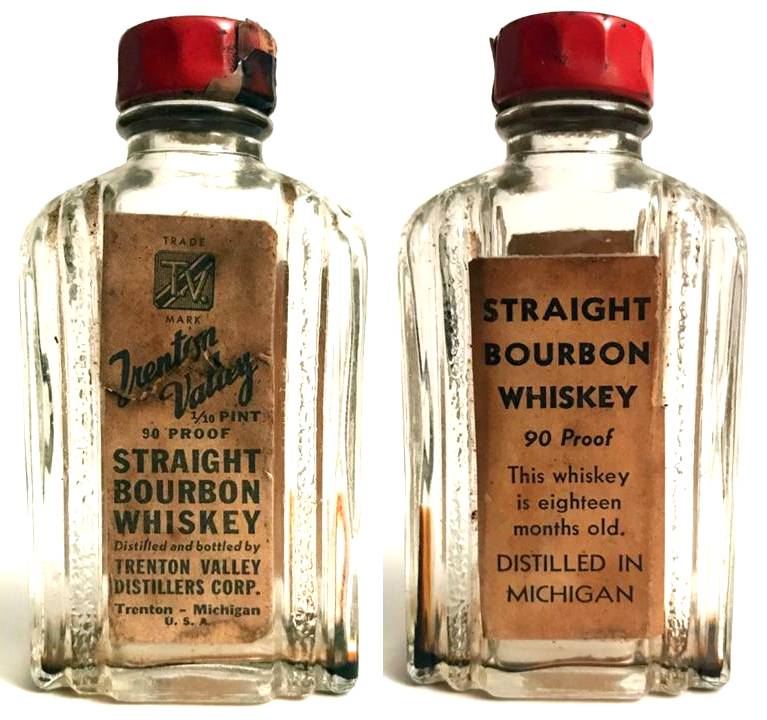 TRADE
T.V.
MARK
Trenton
Valley
1/10 PINT
90 PROOF
STRAIGHT
BOURBON
WHISKEY
Distilled and bottled by
TRENTON VALLEY
DISTILLERS CORP.
Trenton - Michigan
U. S. A.
STRAIGHT
BOURBON
WHISKEY
90 Proof
This whiskey
is eighteen
months old.
DISTILLED IN
MICHIGAN